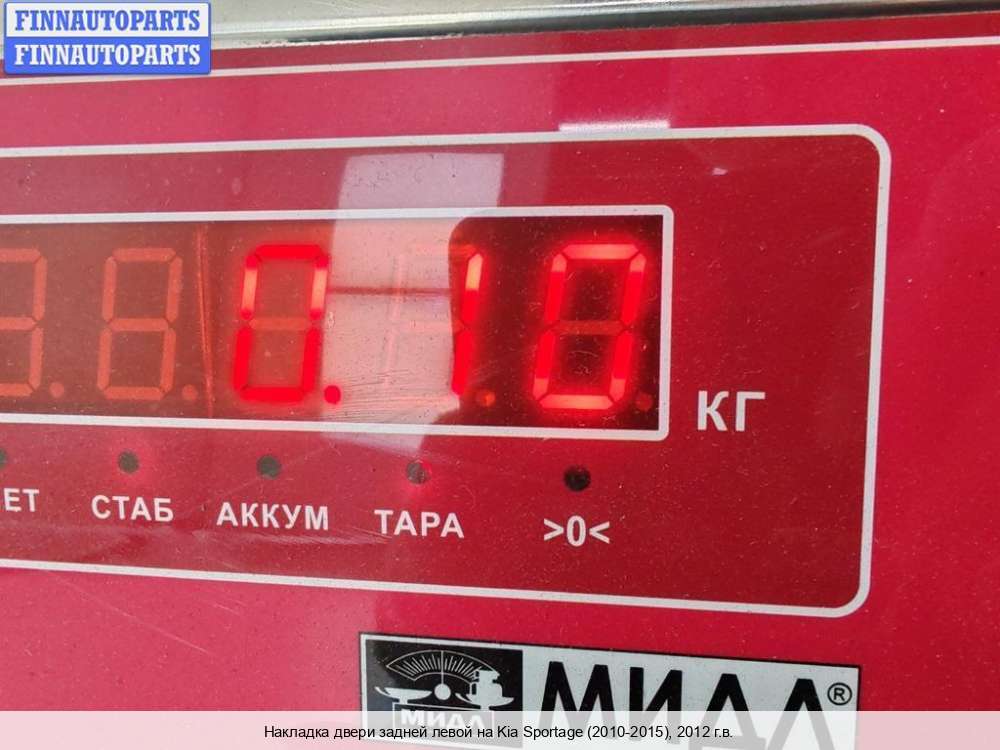 FINNAUTOPARTS
FINNAUTOPARTS
0.10
КГ
СТАБ
АККУМ
ТАРА
>0<
МИДЛ
МИДЛ®
Накладка двери задней левой на Kia Sportage (2010-2015), 2012 г.в.